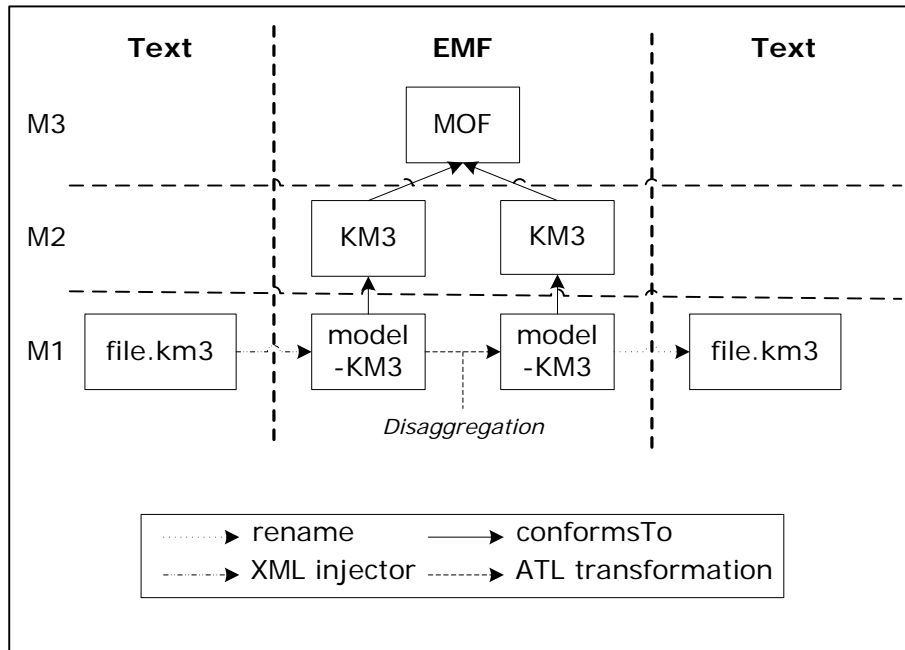 Text
EMF
Text
M3
MOF
M2
KM3
KM3
M1
file.km3
model
-KM3
model
-KM3
file.km3
Disaggregation
rename
conformsTo
XML injector
ATL transformation